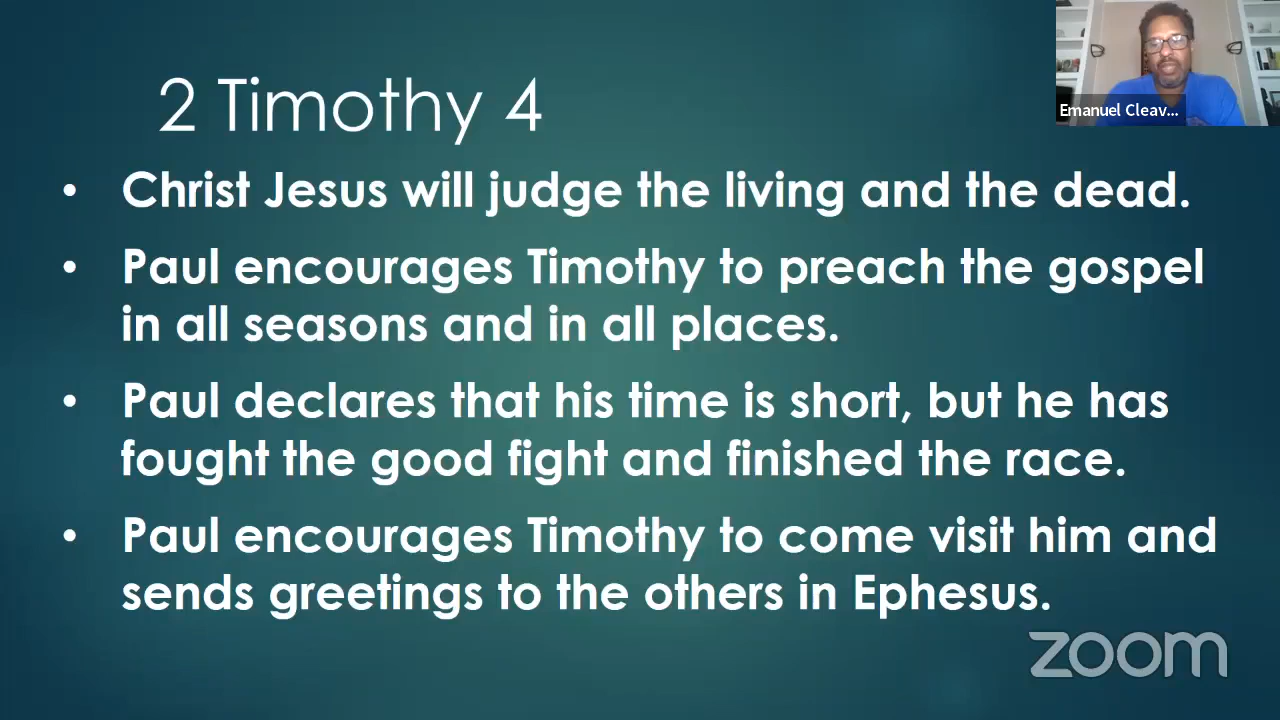 2 Timothy 4
Emanuel Cleav...
• Christ Jesus will judge the living and the dead.
• Paul encourages Timothy to preach the gospel
in all seasons and in all places.
• Paul declares that his time is short, but he has
fought the good fight and finished the race.
• Paul encourages Timothy to come visit him and
sends greetings to the others in Ephesus.
zoom